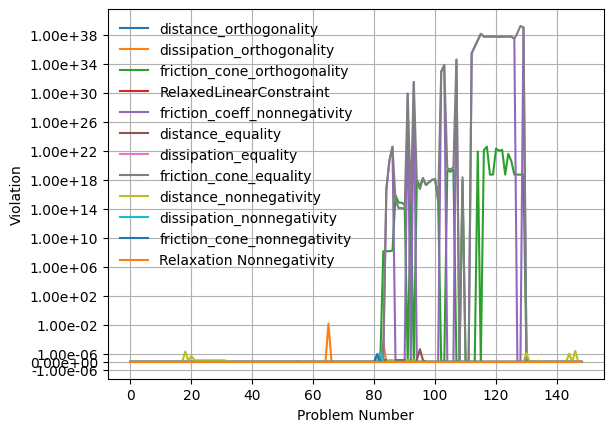 1.00e+38
1.00e+34
1.00e+30
1.00e+26
1.00e+22
1.00e+18
1.00e+14
1.00e+10
1.00e+06
1.00e+02
1.00e-02
1.00e-06
0.00e+00
-1.00e-06
Violation
distance_orthogonality
dissipation_orthogonality
friction_cone_orthogonality
RelaxedLinearConstraint
friction_coeff_nonnegativity
distance_equality
dissipation_equality
friction_cone_equality
distance_nonnegativity
dissipation_nonnegativity
friction_cone_nonnegativity
Relaxation Nonnegativity
0 20 40 60 80 100 120 140
Problem Number